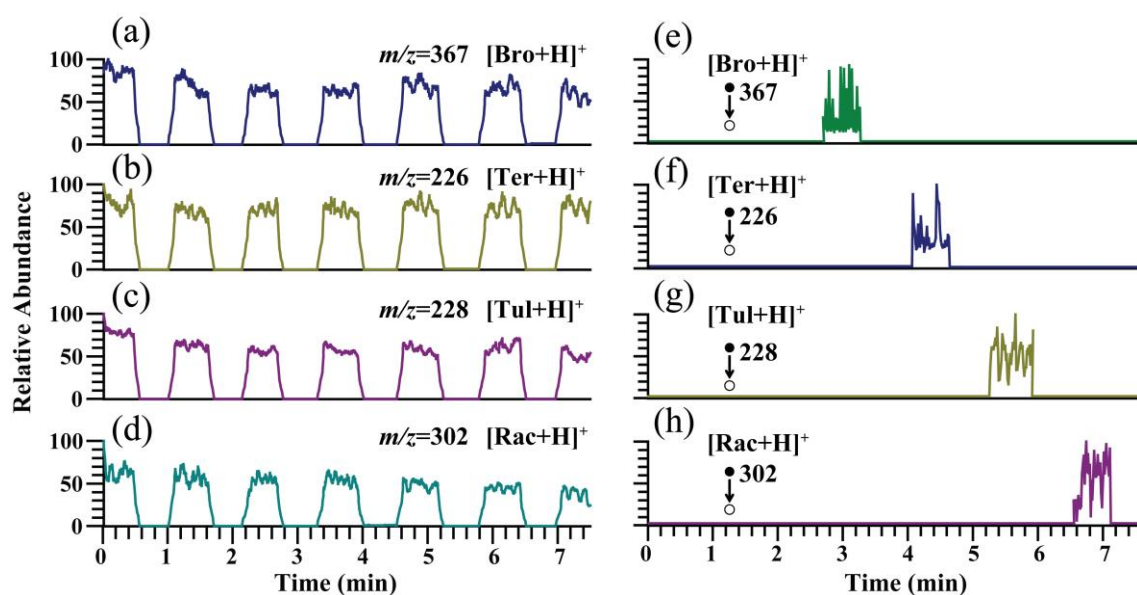 (a)
m/z=367 [Bro+H]⁺
100
50
0
(b)
m/z=226 [Ter+H]⁺
100
50
0
(c)
m/z=228 [Tul+H]⁺
100
50
0
(d)
m/z=302 [Rac+H]⁺
100
50
0
Relative Abundance
0 1 2 3 4 5 6 7
Time (min)
(e)
[Bro+H]⁺
367
(f)
[Ter+H]⁺
226
(g)
[Tul+H]⁺
228
(h)
[Rac+H]⁺
302
0 1 2 3 4 5 6 7
Time (min)